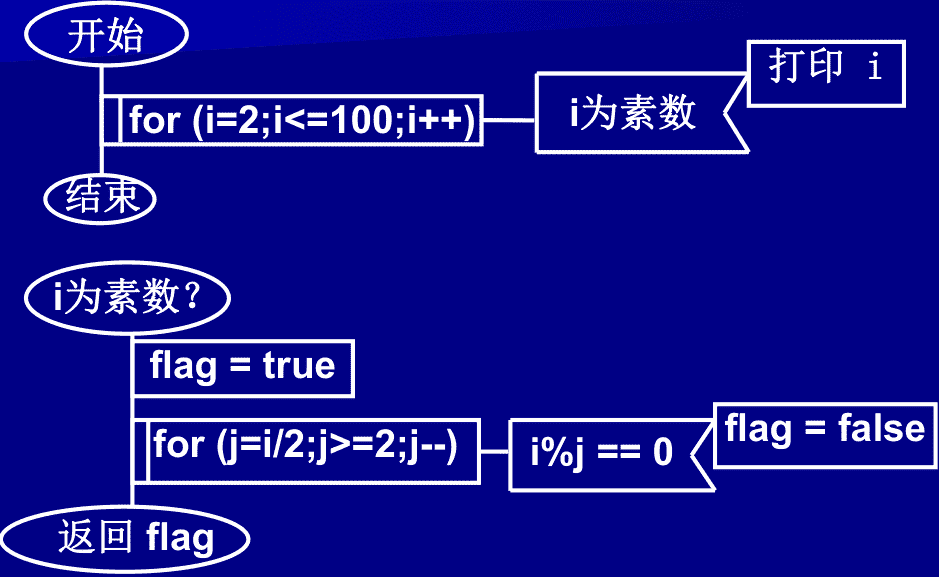 开始
打印 i
for (i=2;i<=100;i++)
i为素数
结束
i为素数？
flag = true
for (j=i/2;j>=2;j--)
i%j == 0
flag = false
返回 flag